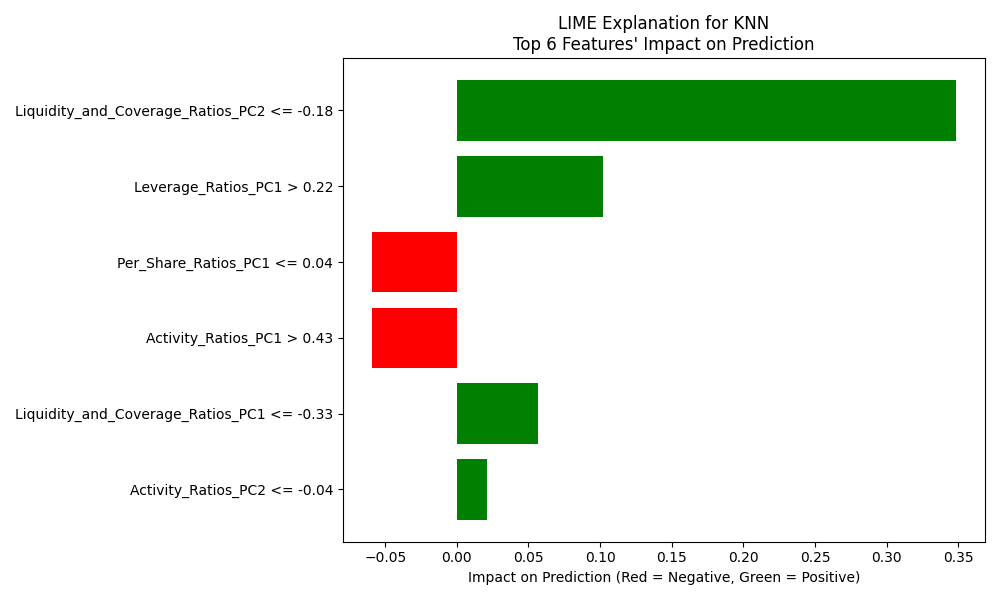 LIME Explanation for KNN
Top 6 Features' Impact on Prediction
Liquidity_and_Coverage_Ratios_PC2 <= -0.18
Leverage_Ratios_PC1 > 0.22
Per_Share_Ratios_PC1 <= 0.04
Activity_Ratios_PC1 > 0.43
Liquidity_and_Coverage_Ratios_PC1 <= -0.33
Activity_Ratios_PC2 <= -0.04
−0.05 0.00 0.05 0.10 0.15 0.20 0.25 0.30 0.35
Impact on Prediction (Red = Negative, Green = Positive)